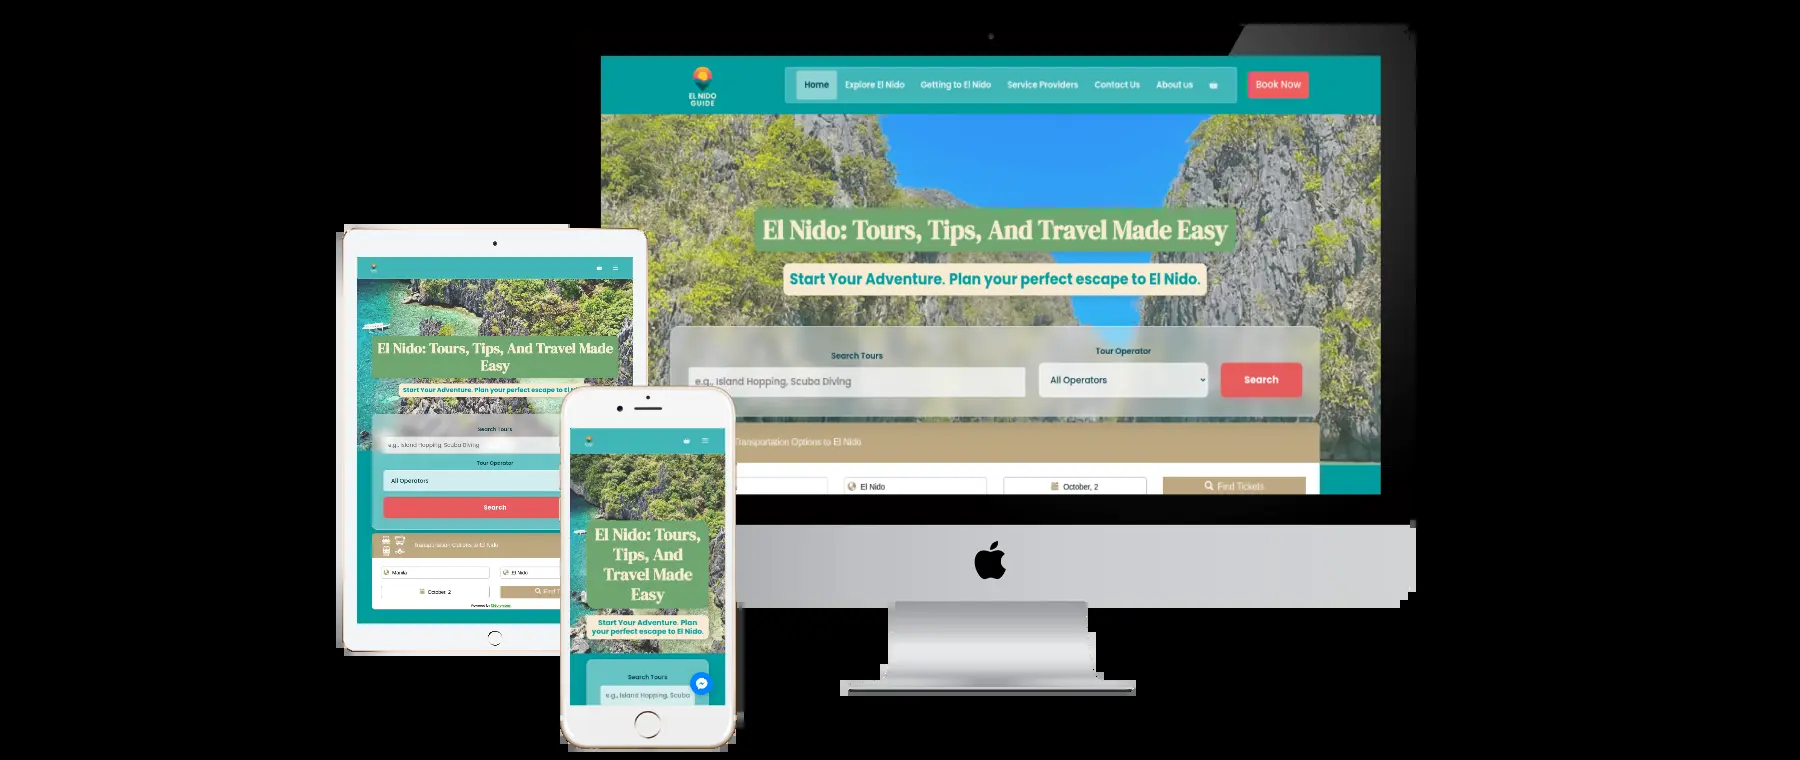 EL NIDO
GUIDE
Home Explore El Nido Getting to El Nido Service Providers Contact Us About us Book Now
El Nido: Tours, Tips, And Travel Made Easy
Start Your Adventure. Plan your perfect escape to El Nido.
Search Tours
Tour Operator
e.g., Island Hopping, Scuba Diving
All Operators
Search
Transportation Options to El Nido
El Nido
October, 2
Find Tickets
El Nido: Tours, Tips, And Travel Made
Easy
Start Your Adventure. Plan your perfect escape to El
Search Tours
e.g., Island Hopping, Scuba Diving
Tour Operator
All Operators
Search
Transportation Options to El Nido
Manila
El Nido
October, 2
Find T
Powered by
El Nido: Tours,
Tips, And
Travel Made
Easy
Start Your Adventure. Plan
your perfect escape to El Nido.
Search Tours
e.g., Island Hopping, Scuba